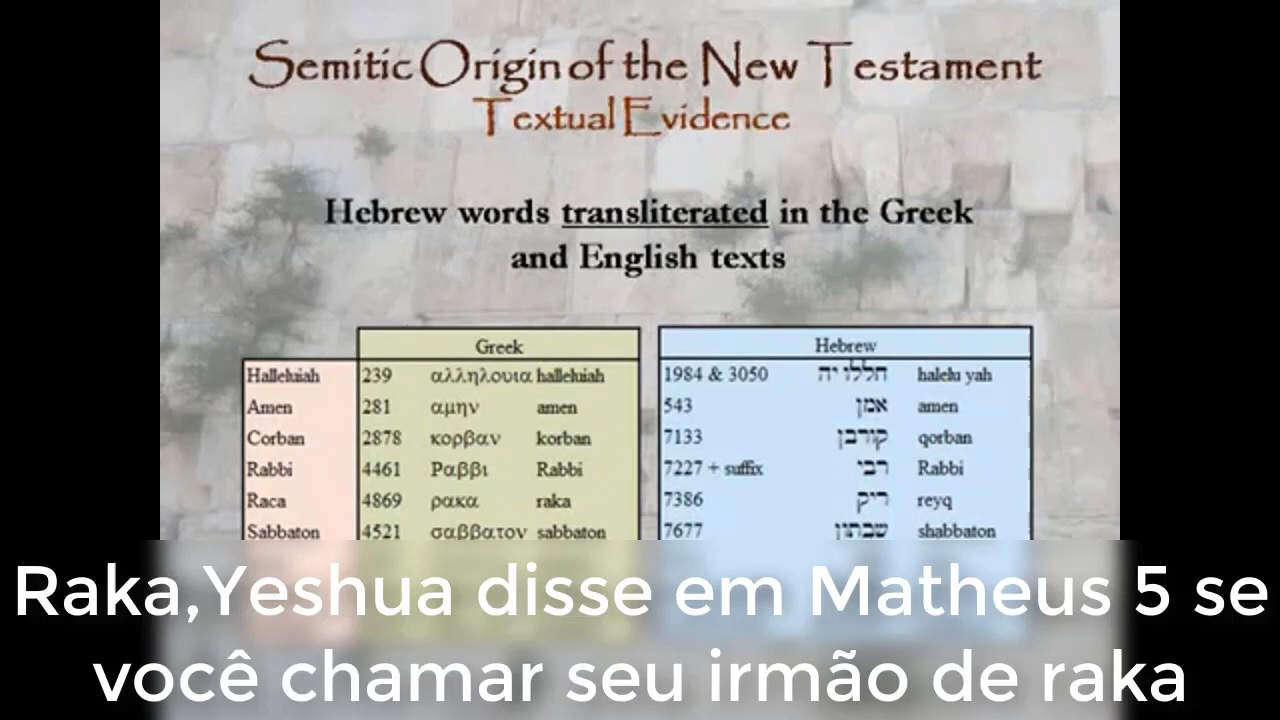 Semitic Origin of the New Testament
Textual Evidence
Hebrew words transliterated in the Greek
and English texts
Greek Hebrew
Halleluiah 239 αλληλουια halleluiah 1984 & 3050 הללו יה halelu yah
Amen 281 αμην amen 543 אמן amen
Corban 2878 κορβαν korban 7133 קורבן qorban
Rabbi 4461 Ραββι Rabbi 7227 + suffix רבי Rabbi
Raca 4869 ρακα raka 7386 ריק reyq
Sabbaton 4521 σαββατον sabbaton 7677 שבתון shabbaton
Raka,Yeshua disse em Matheus 5 se
você chamar seu irmão de raka